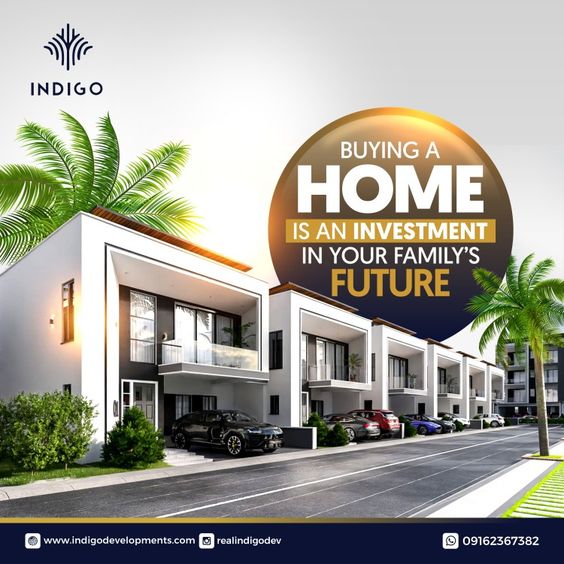 INDIGO
BUYING A
HOME
IS AN INVESTMENT
IN YOUR FAMILY'S
FUTURE
www.indigodevelopments.com realindigodev 09162367382